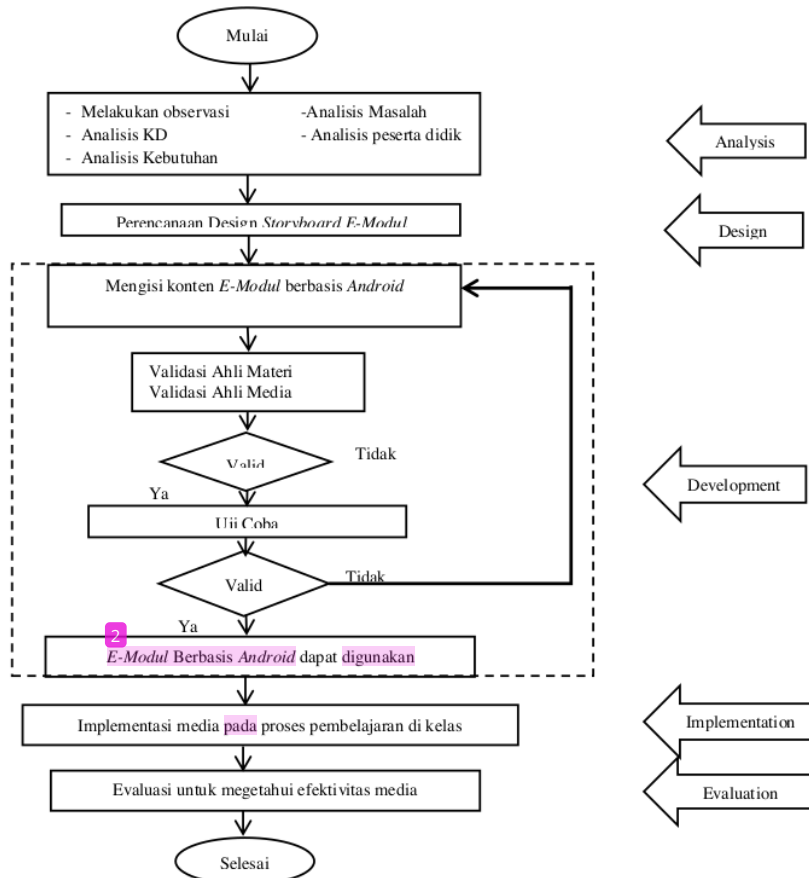 Mulai
- Melakukan observasi -Analisis Masalah
- Analisis KD - Analisis peserta didik
- Analisis Kebutuhan
Analysis
Perencanaan Design Storyboard E-Modul
Design
Mengisi konten E-Modul berbasis Android
Validasi Ahli Materi
Validasi Ahli Media
Valid
Tidak
Ya
Development
Uji Coba
Valid
Tidak
Ya
2
E-Modul Berbasis Android dapat digunakan
Implementasi media pada proses pembelajaran di kelas
Implementation
Evaluasi untuk megetahui efektivitas media
Evaluation
Selesai